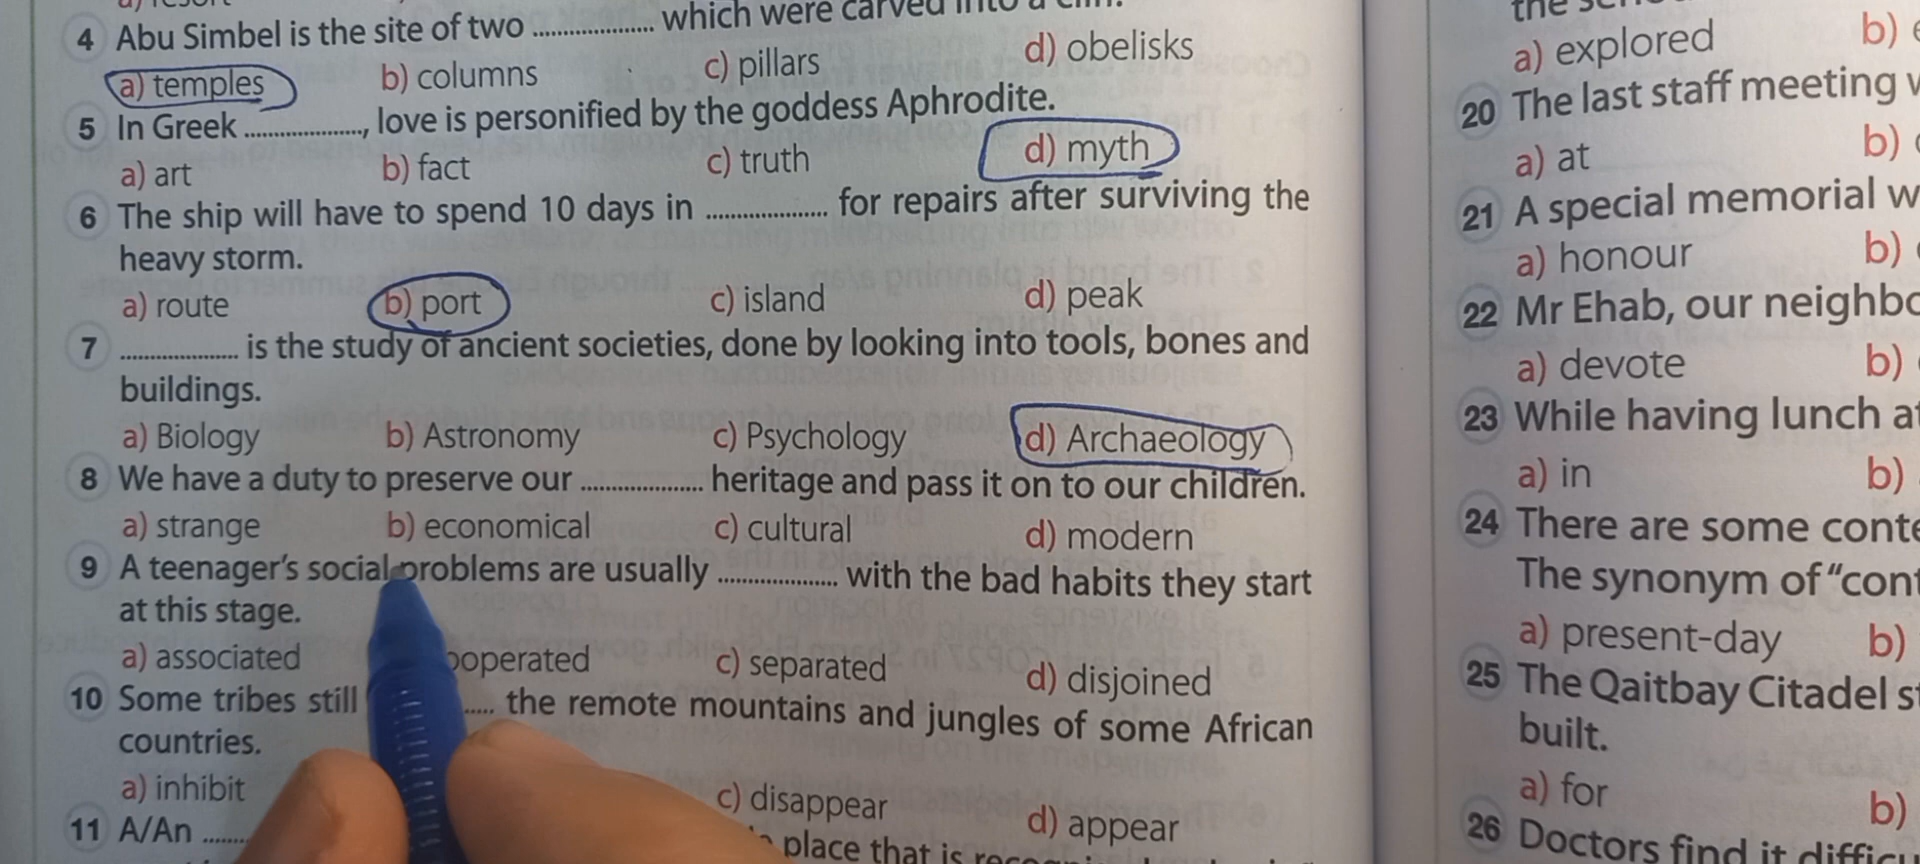 4 Abu Simbel is the site of two .................... which were carved into a cliff.
a) temples b) columns c) pillars d) obelisks
5 In Greek ...................., love is personified by the goddess Aphrodite.
a) art b) fact c) truth d) myth
6 The ship will have to spend 10 days in .................... for repairs after surviving the
heavy storm.
a) route b) port c) island d) peak
7 .................... is the study of ancient societies, done by looking into tools, bones and
buildings.
a) Biology b) Astronomy c) Psychology d) Archaeology
8 We have a duty to preserve our .................... heritage and pass it on to our children.
a) strange b) economical c) cultural d) modern
9 A teenager's social problems are usually .................... with the bad habits they start
at this stage.
a) associated ooperated c) separated d) disjoined
10 Some tribes still ..... the remote mountains and jungles of some African
countries.
a) inhibit c) disappear d) appear
11 A/An ....... place that is
the
a) explored b)
20 The last staff meeting
a) at b)
21 A special memorial
a) honour b)
22 Mr Ehab, our
a) devote b)
23 While having lunch
a) in b)
24 There are some
The synonym of
a) present-day b)
25 The Qaitbay Citadel
built.
a) for b)
26 Doctors find it